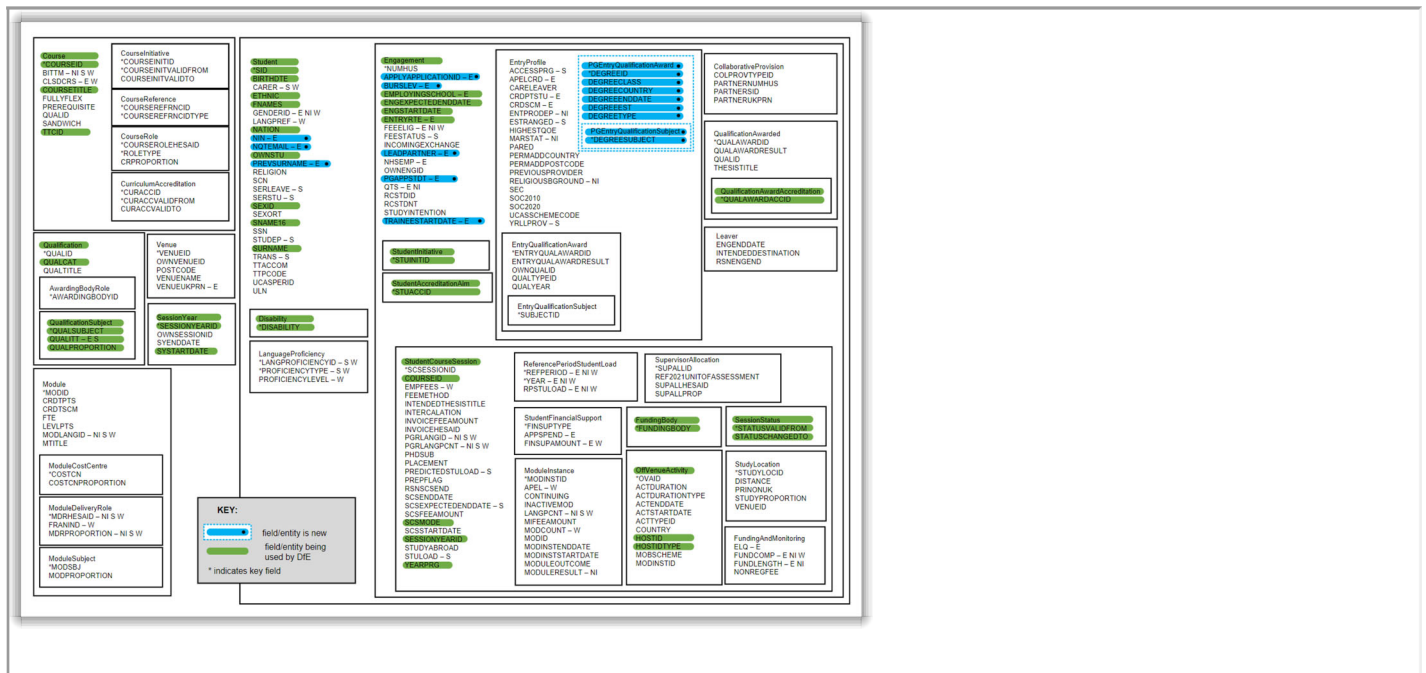 Course
*COURSEID
BITTM – NI S W
CLSDCRS – E W
COURSETITLE
FULLYFLEX
PREREQUISITE
QUALID
SANDWICH
TTCID
CourseInitiative
*COURSEINITID
*COURSEINITVALIDFROM
COURSEINITVALIDTO
CourseReference
*COURSEREFRNCID
*COURSEREFRNCIDTYPE
CourseRole
*COURSEROLEHESAID
*ROLETYPE
CRPROPORTION
CurriculumAccreditation
*CURACCID
*CURACCVALIDFROM
CURACCVALIDTO
Qualification
*QUALID
QUALCAT
QUALTITLE
AwardingBodyRole
*AWARDINGBODYID
QualificationSubject
*QUALSUBJECT
QUALITT – E S
QUALPROPORTION
Venue
*VENUEID
OWNVENUEID
POSTCODE
VENUENAME
VENUEUKPRN – E
SessionYear
*SESSIONYEARID
OWNSESSIONID
SYENDDATE
SYSTARTDATE
Module
*MODID
CRDTPTS
CRDTSCM
FTE
LEVLPTS
MODLANGID – NI S W
MTITLE
ModuleCostCentre
*COSTCN
COSTCNPROPORTION
ModuleDeliveryRole
*MDRHESAID – NI S W
FRANIND – W
MDRPROPORTION – NI S W
ModuleSubject
*MODSBJ
MODPROPORTION
KEY:
field/entity is new
field/entity being
used by DfE
* indicates key field
Student
*SID
BIRTHDTE
CARER – S W
ETHNIC
FNAMES
GENDERID – E NI W
LANGPREF – W
NATION
NIN – E
NQTEMAIL – E
OWNSTU
PREVSURNAME – E
RELIGION
SCN
SERLEAVE – S
SERSTU – S
SEXID
SEXORT
SNAME16
SSN
STUDEP – S
SURNAME
TRANS – S
TTACCOM
TTPCODE
UCASPERID
ULN
Disability
*DISABILITY
LanguageProficiency
*LANGPROFICIENCYID – S W
*PROFICIENCYTYPE – S W
PROFICIENCYLEVEL – W
Engagement
*NUMHUS
APPLYAPPLICATIONID – E
BURSLEV – E
EMPLOYINGSCHOOL – E
ENGEXPECTEDENDDATE
ENGSTARTDATE
ENTRYRTE – E
FEEELIG – E NI W
FEESTATUS – S
INCOMINGEXCHANGE
LEADPARTNER – E
NHSEMP – E
OWNENGID
PGAPPSTDT – E
QTS – E NI
RCSTDID
RCSTDNT
STUDYINTENTION
TRAINEESTARTDATE – E
StudentInitiative
*STUINITID
StudentAccreditationAim
*STUACCID
EntryProfile
ACCESSPRG – S
APELCRD – E
CARELEAVER
CRDPTSTU – E
CRDSCM – E
ENTPRODEP – NI
ESTRANGED – S
HIGHESTQOE
MARSTAT – NI
PARED
PERMADDCOUNTRY
PERMADDPOSTCODE
PREVIOUSPROVIDER
RELIGIOUSBGROUND – NI
SEC
SOC2010
SOC2020
UCASSCHEMECODE
YRLLPROV – S
PGEntryQualificationAward
*DEGREEID
DEGREECLASS
DEGREECOUNTRY
DEGREEENDDATE
DEGREEEST
DEGREETYPE
PGEntryQualificationSubject
*DEGREESUBJECT
EntryQualificationAward
*ENTRYQUALAWARDID
ENTRYQUALAWARDRESULT
OWNQUALID
QUALTYPEID
QUALYEAR
EntryQualificationSubject
*SUBJECTID
CollaborativeProvision
COLPROVTYPEID
PARTNERNUMHUS
PARTNERSID
PARTNERUKPRN
QualificationAwarded
*QUALAWARDID
QUALAWARDRESULT
QUALID
THESISTITLE
QualificationAwardAccreditation
*QUALAWARDACCID
Leaver
ENGENDDATE
INTENDEDDESTINATION
RSNENGEND
StudentCourseSession
*SCSESSIONID
COURSEID
EMPFEES – W
FEEMETHOD
INTENDEDTHESISTITLE
INTERCALATION
INVOICEFEEAMOUNT
INVOICEHESAID
PGRLANGID – NI S W
PGRLANGPCNT – NI S W
PHDSUB
PLACEMENT
PREDICTEDSTULOAD – S
PREPFLAG
RSNSCSEND
SCSENDDATE
SCSEXPECTEDENDDATE – S
SCSFEEAMOUNT
SCSMODE
SCSSTARTDATE
SESSIONYEARID
STUDYABROAD
STULOAD – S
YEARPRG
ReferencePeriodStudentLoad
*REFPERIOD – E NI W
*YEAR – E NI W
RPSTULOAD – E NI W
StudentFinancialSupport
*FINSUPTYPE
APPSPEND – E
FINSUPAMOUNT – E W
ModuleInstance
*MODINSTID
APEL – W
CONTINUING
INACTIVEMOD
LANGPCNT – NI S W
MIFEEAMOUNT
MODCOUNT – W
MODID
MODINSTENDDATE
MODINSTSTARTDATE
MODULEOUTCOME
MODULERESULT – NI
SupervisorAllocation
*SUPALLID
REF2021UNITOFASSESSMENT
SUPALLHESAID
SUPALLPROP
FundingBody
*FUNDINGBODY
SessionStatus
*STATUSVALIDFROM
STATUSCHANGEDTO
OffVenueActivity
*OVAID
ACTDURATION
ACTDURATIONTYPE
ACTENDDATE
ACTSTARTDATE
ACTTYPEID
COUNTRY
HOSTID
HOSTIDTYPE
MOBSCHEME
MODINSTID
StudyLocation
*STUDYLOCID
DISTANCE
PRINONUK
STUDYPROPORTION
VENUEID
FundingAndMonitoring
ELQ – E
FUNDCOMP – E NI W
FUNDLENGTH – E NI
NONREGFEE